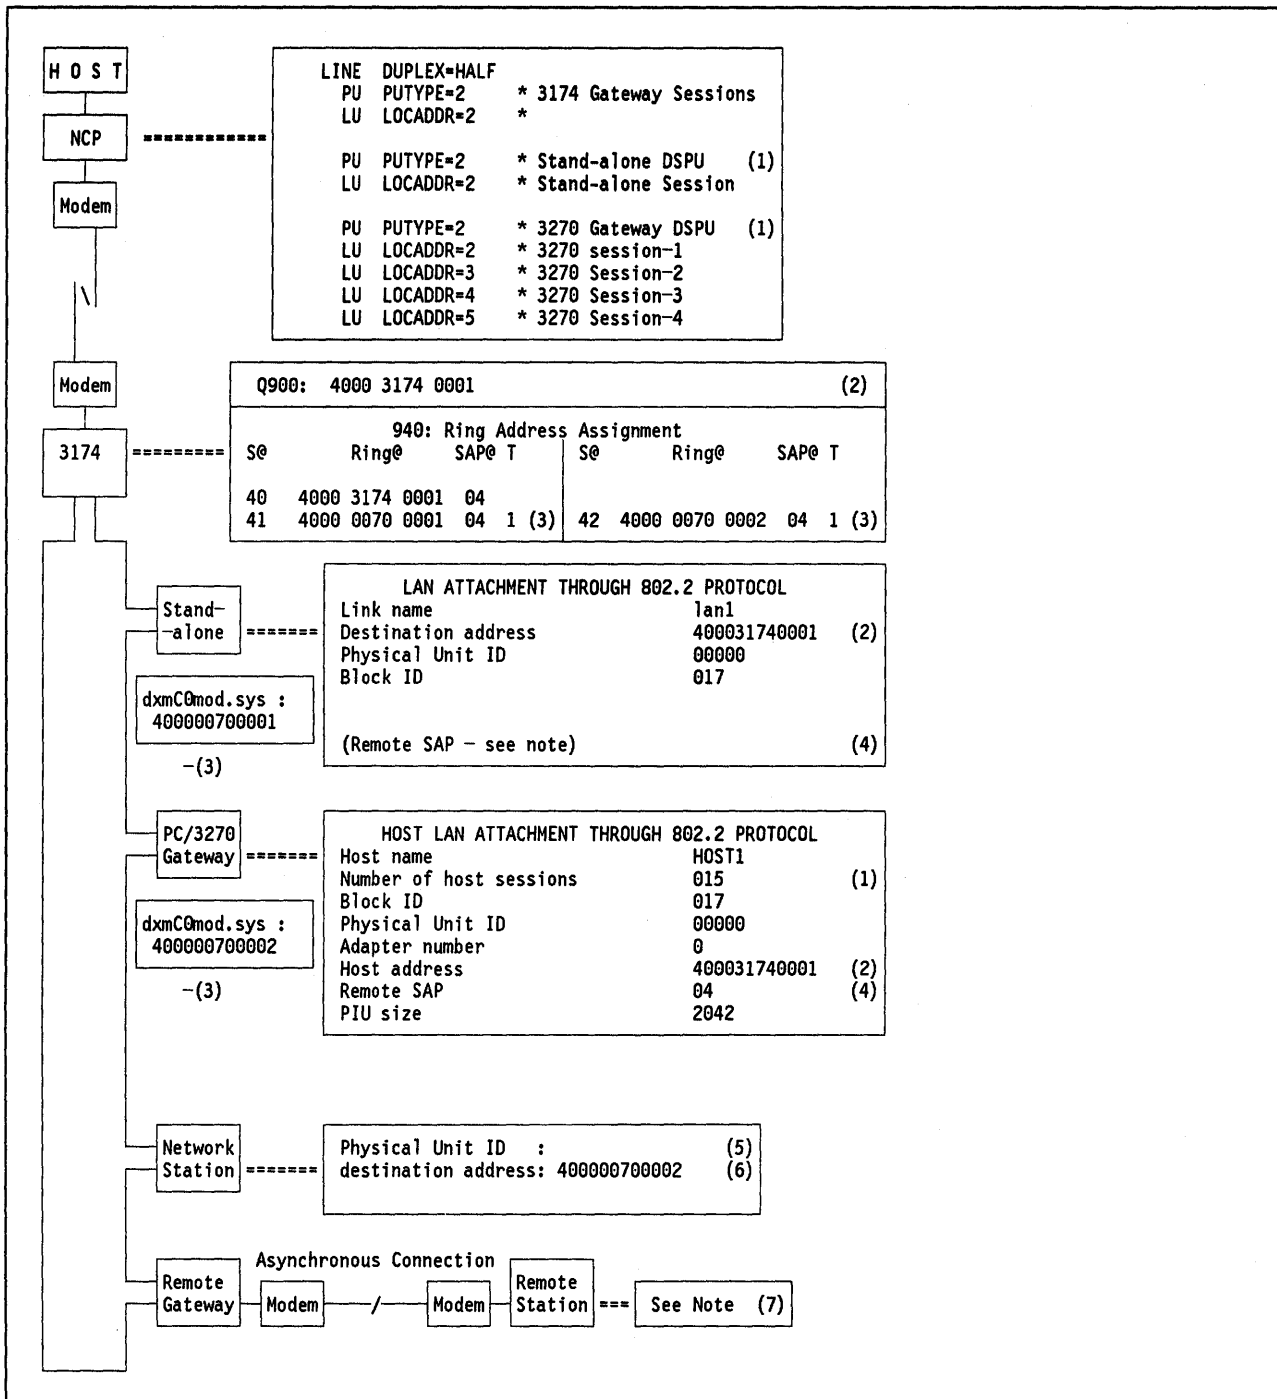 H O S T
NCP ============
Modem
LINE DUPLEX=HALF
PU PUTYPE=2 * 3174 Gateway Sessions
LU LOCADDR=2 *
PU PUTYPE=2 * Stand-alone DSPU (1)
LU LOCADDR=2 * Stand-alone Session
PU PUTYPE=2 * 3270 Gateway DSPU (1)
LU LOCADDR=2 * 3270 session-1
LU LOCADDR=3 * 3270 Session-2
LU LOCADDR=4 * 3270 Session-3
LU LOCADDR=5 * 3270 Session-4
Modem
3174 =========
Q900: 4000 3174 0001 (2)
940: Ring Address Assignment
S@ Ring@ SAP@ T S@ Ring@ SAP@ T
40 4000 3174 0001 04
41 4000 0070 0001 04 1 (3) 42 4000 0070 0002 04 1 (3)
Stand-
-alone =======
LAN ATTACHMENT THROUGH 802.2 PROTOCOL
Link name lan1
Destination address 400031740001 (2)
Physical Unit ID 00000
Block ID 017
(Remote SAP - see note) (4)
dxmC0mod.sys :
400000700001
-(3)
PC/3270
Gateway =======
HOST LAN ATTACHMENT THROUGH 802.2 PROTOCOL
Host name HOST1
Number of host sessions 015 (1)
Block ID 017
Physical Unit ID 00000
Adapter number 0
Host address 400031740001 (2)
Remote SAP 04 (4)
PIU size 2042
dxmC0mod.sys :
400000700002
-(3)
Network
Station =======
Physical Unit ID : (5)
destination address: 400000700002 (6)
Asynchronous Connection
Remote
Gateway
Modem
/
Modem
Remote
Station ===
See Note (7)